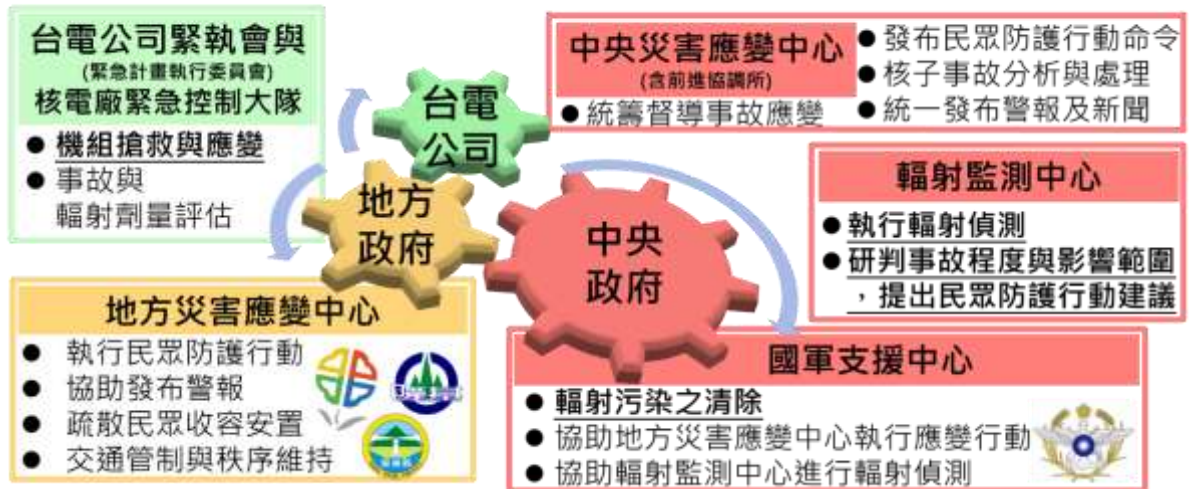 台電公司緊執會與
(緊急計畫執行委員會)
核電廠緊急控制大隊
● 機組搶救與應變
● 事故與
輻射劑量評估
台電
公司
地方
政府
中央
政府
中央災害應變中心
(含前進協調所)
● 統籌督導事故應變
● 發布民眾防護行動命令
● 核子事故分析與處理
● 統一發布警報及新聞
輻射監測中心
● 執行輻射偵測
● 研判事故程度與影響範圍
，提出民眾防護行動建議
地方災害應變中心
● 執行民眾防護行動
● 協助發布警報
● 疏散民眾收容安置
● 交通管制與秩序維持
國軍支援中心
● 輻射污染之清除
● 協助地方災害應變中心執行應變行動
● 協助輻射監測中心進行輻射偵測